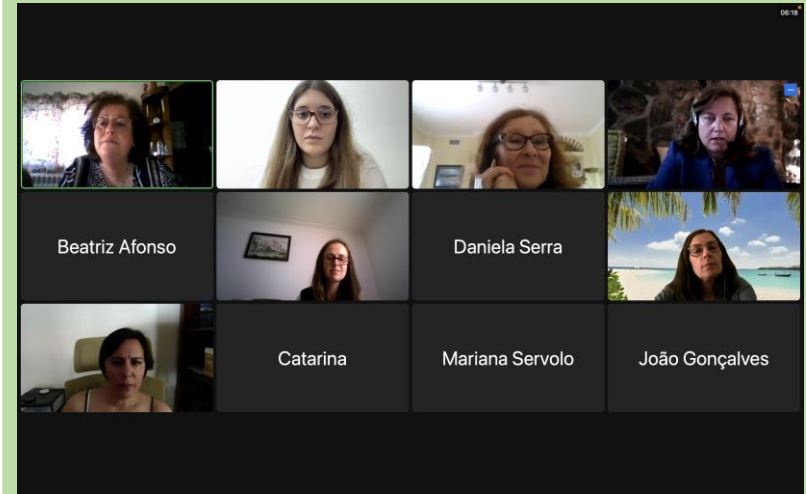 06:18
Beatriz Afonso
Daniela Serra
Catarina
Mariana Servolo
João Gonçalves